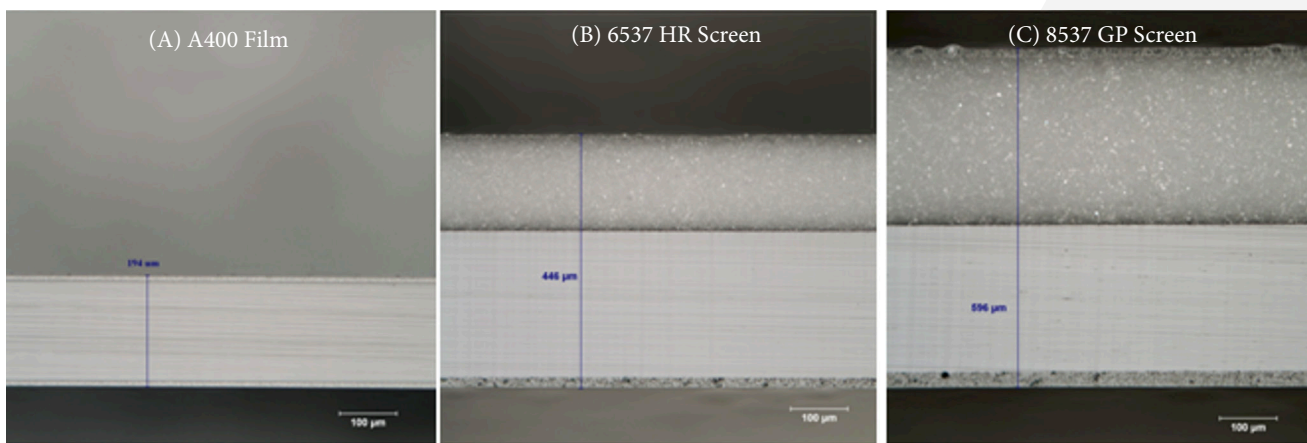 (A) A400 Film
(B) 6537 HR Screen
(C) 8537 GP Screen
194 um
446 µm
596 µm
100 µm
100 µm
100 µm